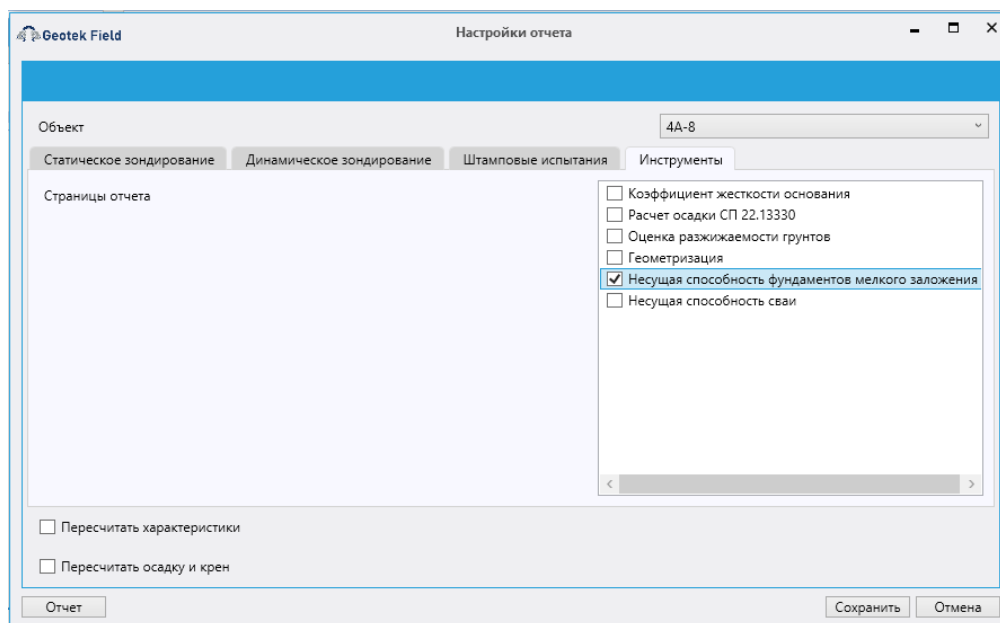 Geotek Field
Настройки отчета
Объект
4А-8
Статическое зондирование
Динамическое зондирование
Штамповые испытания
Инструменты
Страницы отчета
Коэффициент жесткости основания
Расчет осадки СП 22.13330
Оценка разжижаемости грунтов
Геометризация
Несущая способность фундаментов мелкого заложения
Несущая способность сваи
Пересчитать характеристики
Пересчитать осадку и крен
Отчет
Сохранить
Отмена